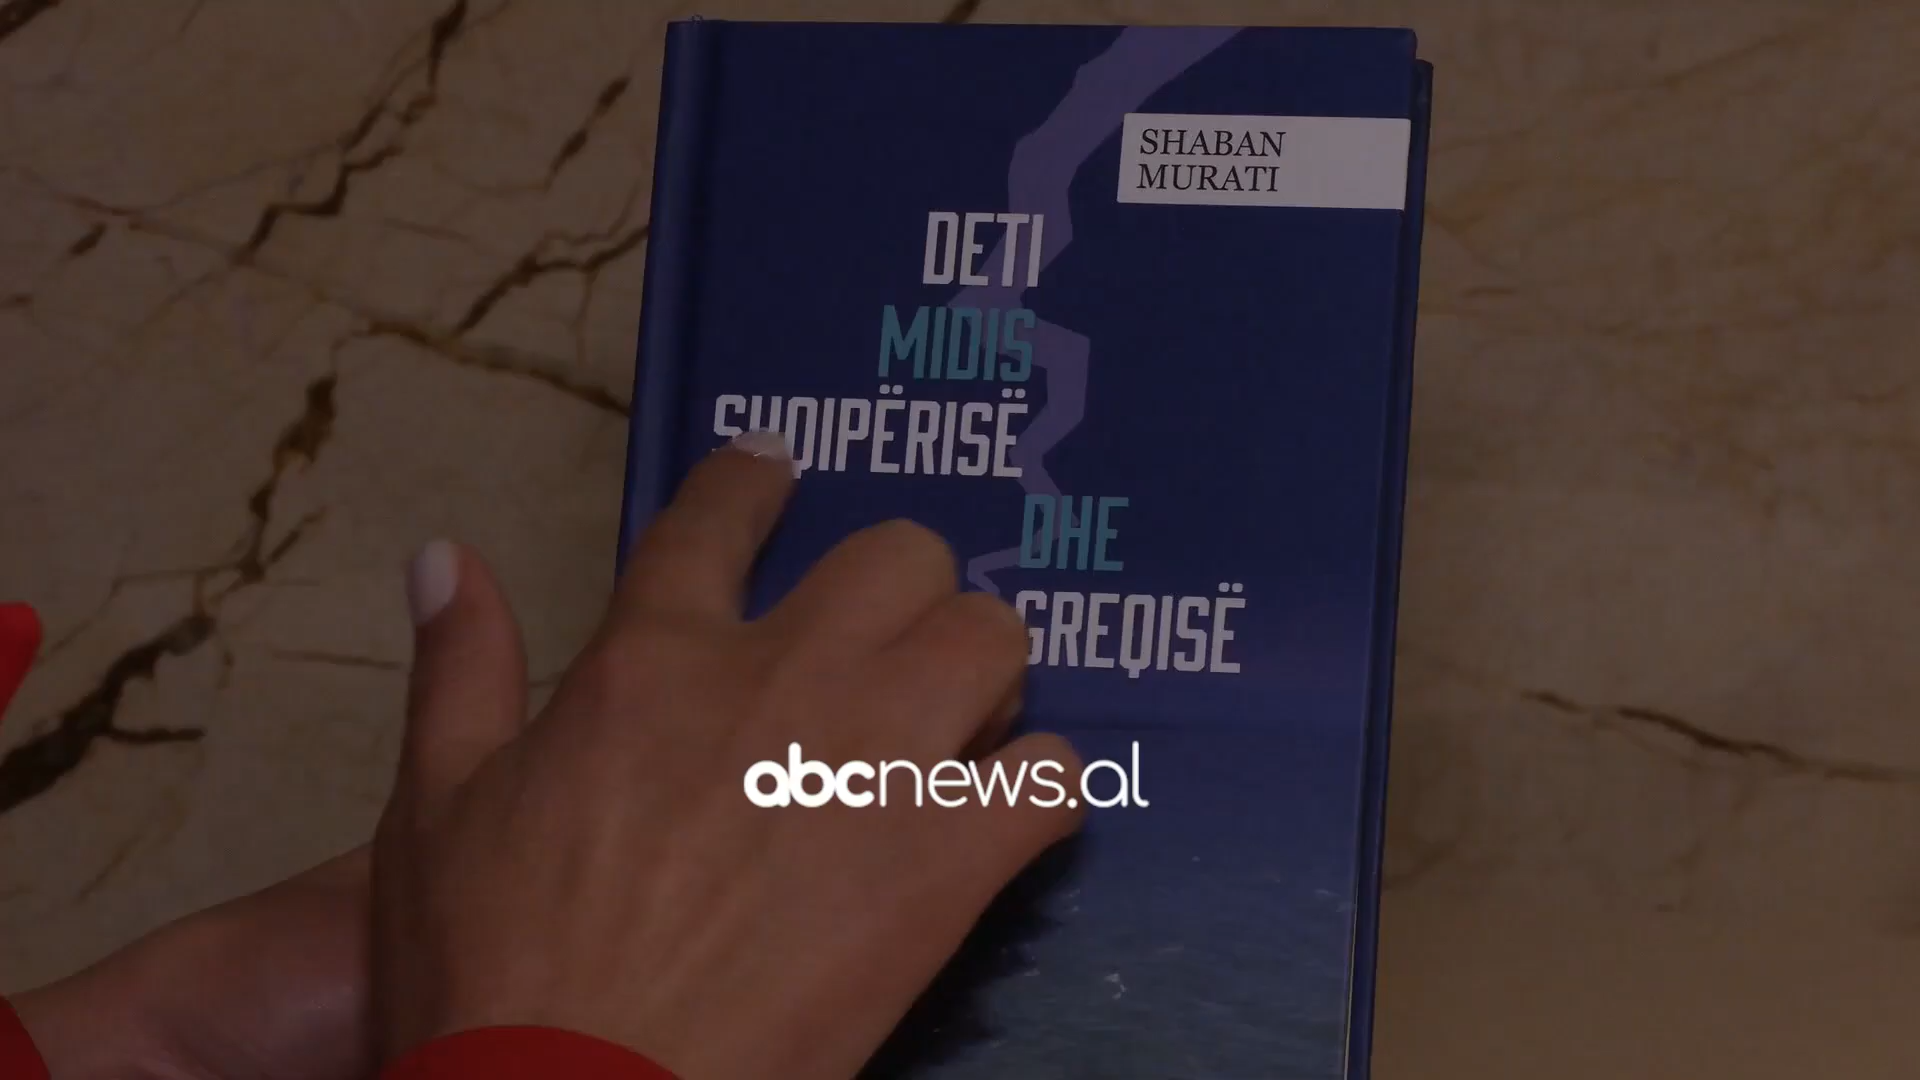 SHABAN
MURATI
DETI
MIDIS
SHQIPËRISË
DHE
GREQISË
abcnews.al